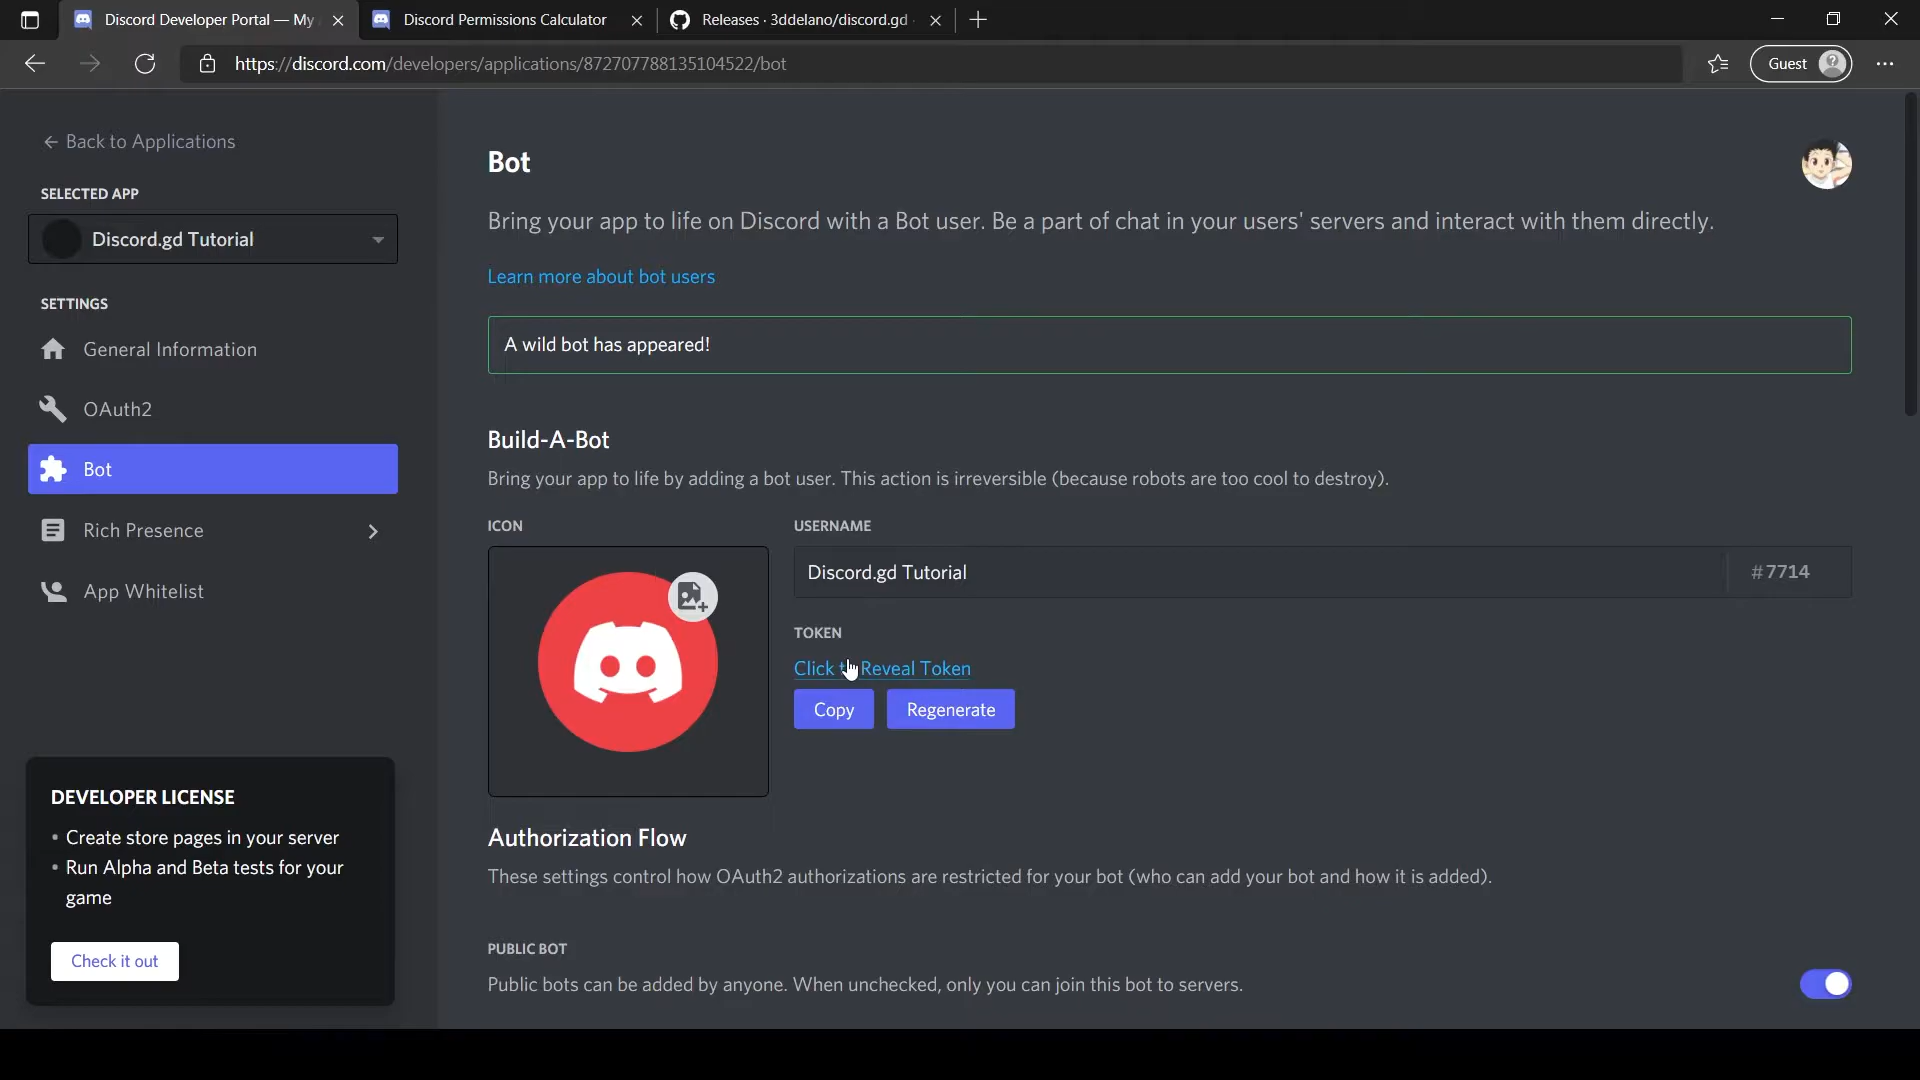 Discord Developer Portal — My
Discord Permissions Calculator
Releases · 3ddelano/discord.gd
https://discord.com/developers/applications/872707788135104522/bot
Guest
← Back to Applications
SELECTED APP
Discord.gd Tutorial
SETTINGS
General Information
OAuth2
Bot
Rich Presence
App Whitelist
DEVELOPER LICENSE
• Create store pages in your server
• Run Alpha and Beta tests for your
game
Check it out
Bot
Bring your app to life on Discord with a Bot user. Be a part of chat in your users' servers and interact with them directly.
Learn more about bot users
A wild bot has appeared!
Build-A-Bot
Bring your app to life by adding a bot user. This action is irreversible (because robots are too cool to destroy).
ICON
USERNAME
Discord.gd Tutorial
#7714
TOKEN
Click Reveal Token
Copy
Regenerate
Authorization Flow
These settings control how OAuth2 authorizations are restricted for your bot (who can add your bot and how it is added).
PUBLIC BOT
Public bots can be added by anyone. When unchecked, only you can join this bot to servers.